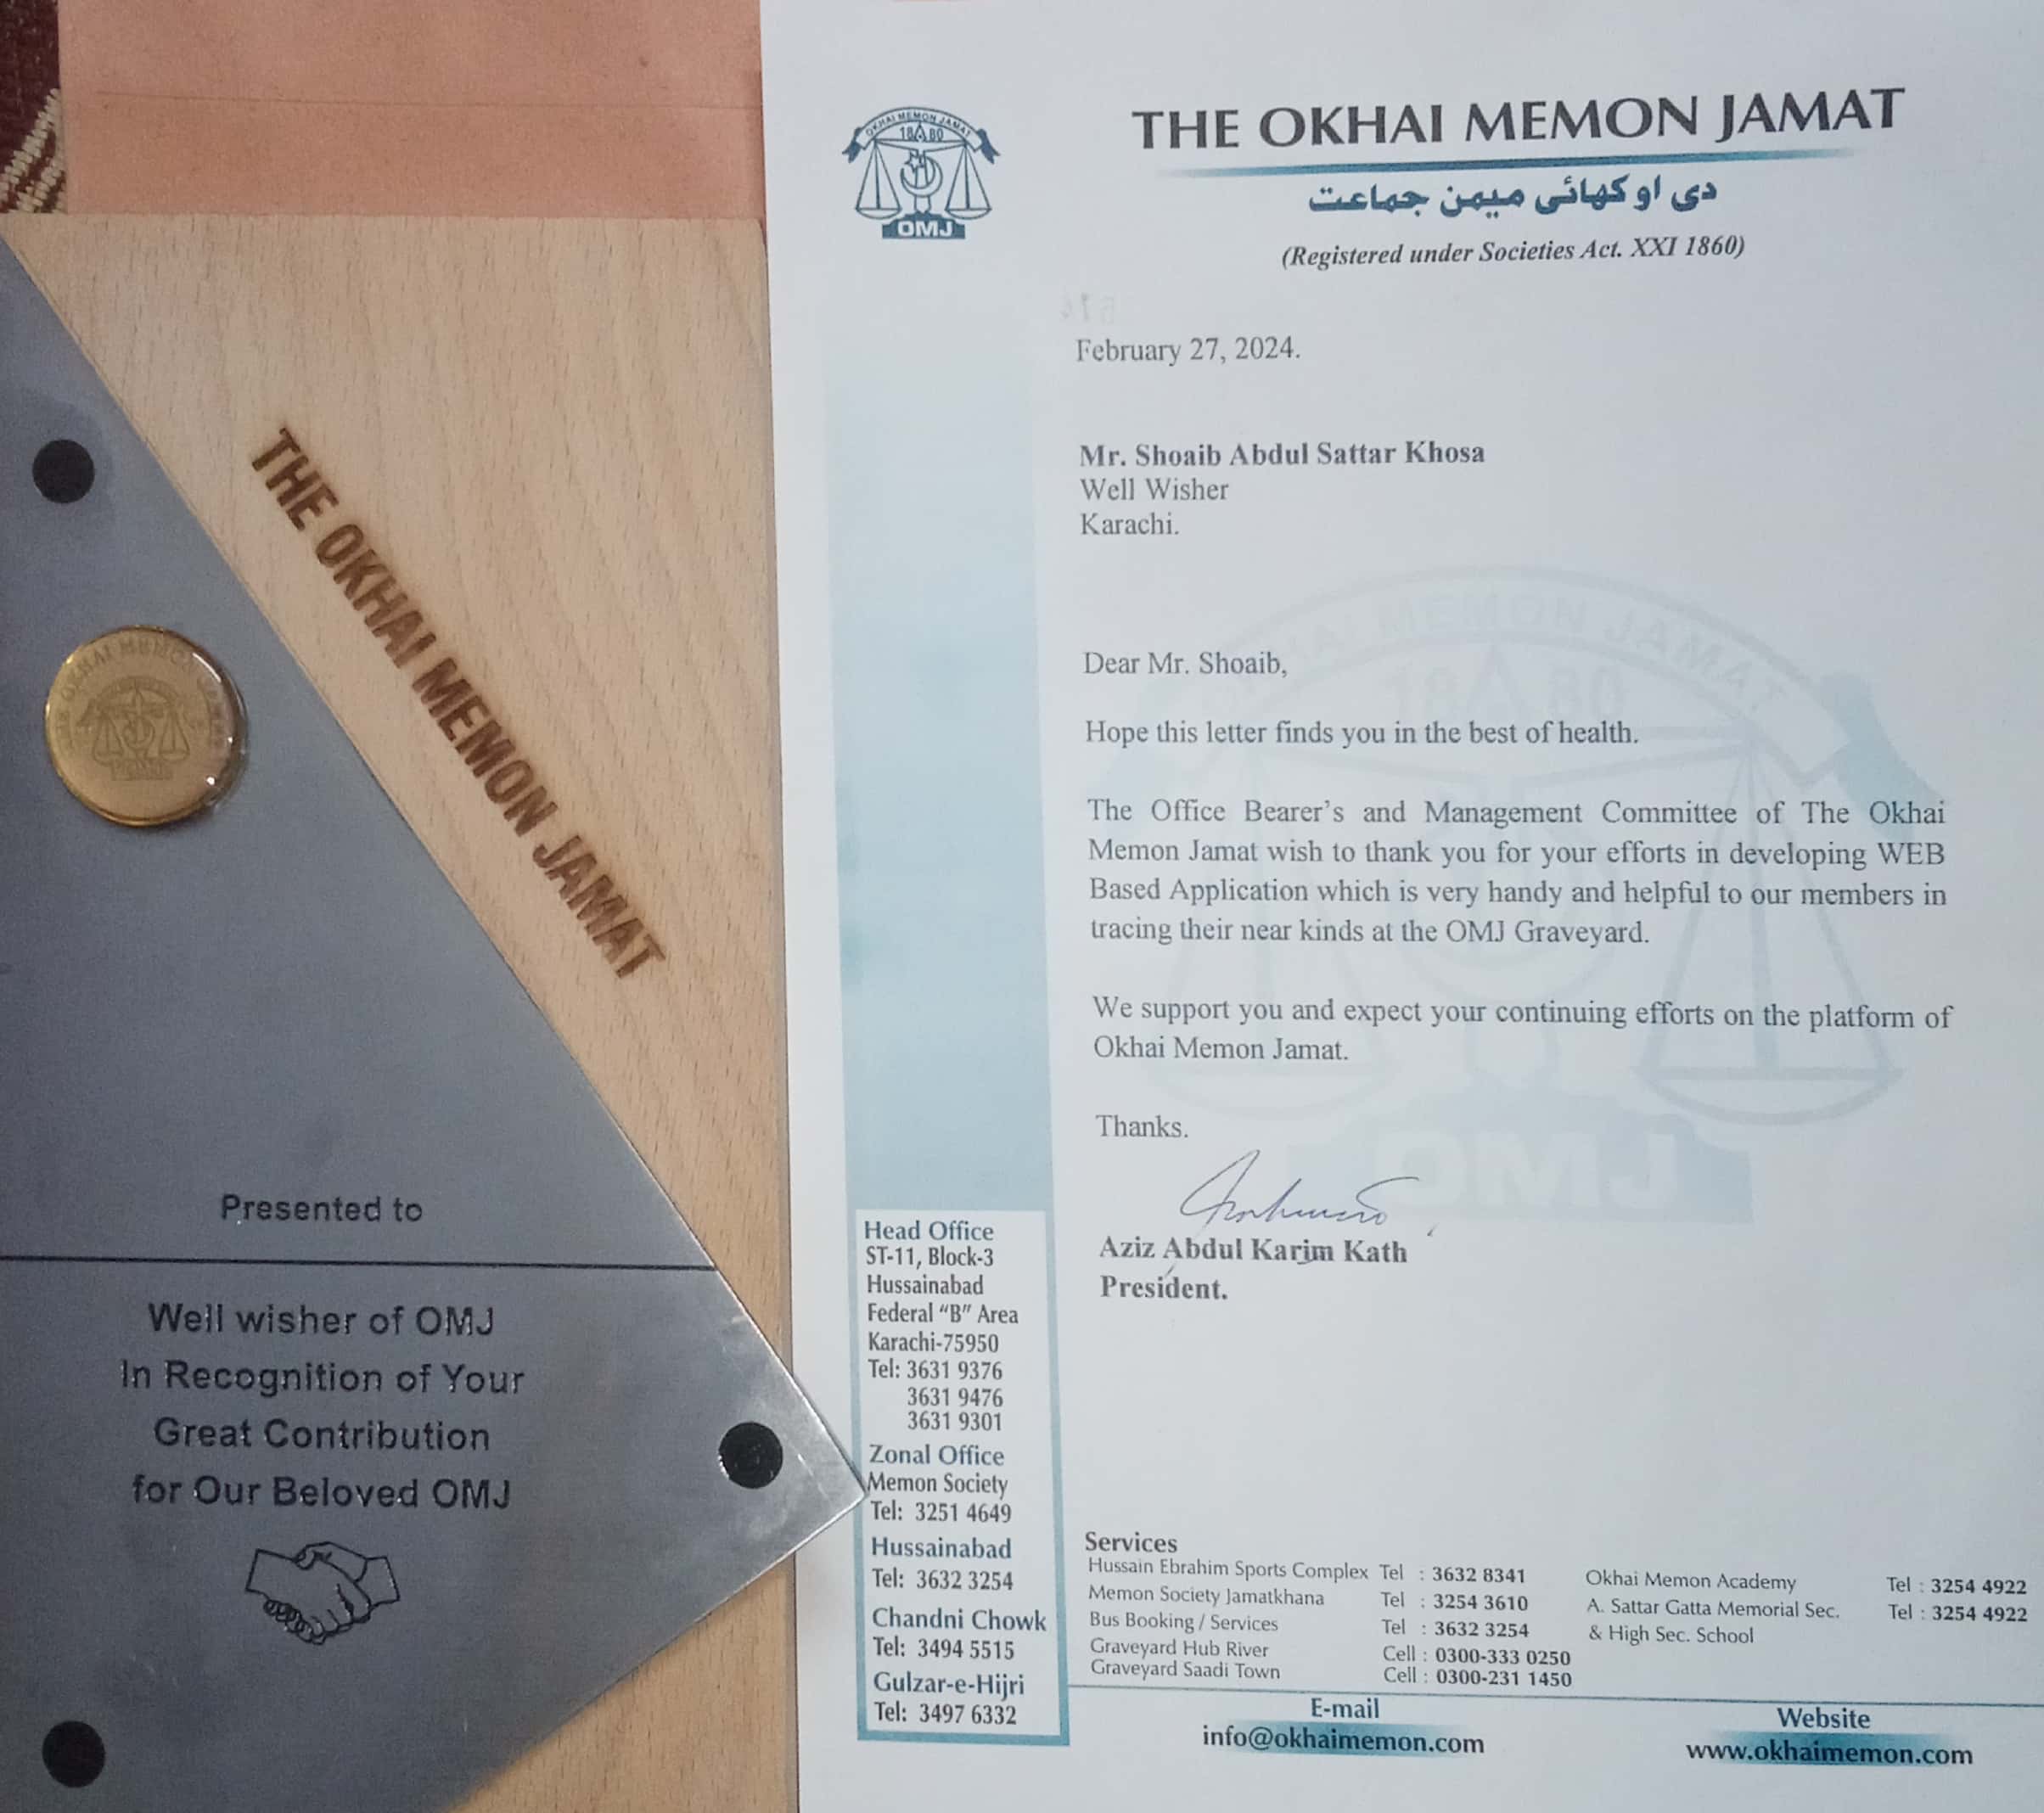 THE OKHAI MEMON JAMAT
Presented to
Well wisher of OMJ
In Recognition of Your
Great Contribution
for Our Beloved OMJ
OKHAI MEMON JAMAT
1880
OMJ
THE OKHAI MEMON JAMAT
دی اوکھائی میمن جماعت
(Registered under Societies Act. XXI 1860)
February 27, 2024.
Mr. Shoaib Abdul Sattar Khosa
Well Wisher
Karachi.
Dear Mr. Shoaib,
Hope this letter finds you in the best of health.
The Office Bearer's and Management Committee of The Okhai
Memon Jamat wish to thank you for your efforts in developing WEB
Based Application which is very handy and helpful to our members in
tracing their near kinds at the OMJ Graveyard.
We support you and expect your continuing efforts on the platform of
Okhai Memon Jamat.
Thanks.
Aziz Abdul Karim Kath
President.
Head Office
ST-11, Block-3
Hussainabad
Federal "B" Area
Karachi-75950
Tel: 3631 9376
3631 9476
3631 9301
Zonal Office
Memon Society
Tel: 3251 4649
Hussainabad
Tel: 3632 3254
Chandni Chowk
Tel: 3494 5515
Gulzar-e-Hijri
Tel: 3497 6332
Services
Hussain Ebrahim Sports Complex Tel : 3632 8341
Memon Society Jamatkhana Tel : 3254 3610
Bus Booking / Services Tel : 3632 3254
Graveyard Hub River Cell : 0300-333 0250
Graveyard Saadi Town Cell : 0300-231 1450
Okhai Memon Academy Tel : 3254 4922
A. Sattar Gatta Memorial Sec. Tel : 3254 4922
& High Sec. School
E-mail
info@okhaimemon.com
Website
www.okhaimemon.com